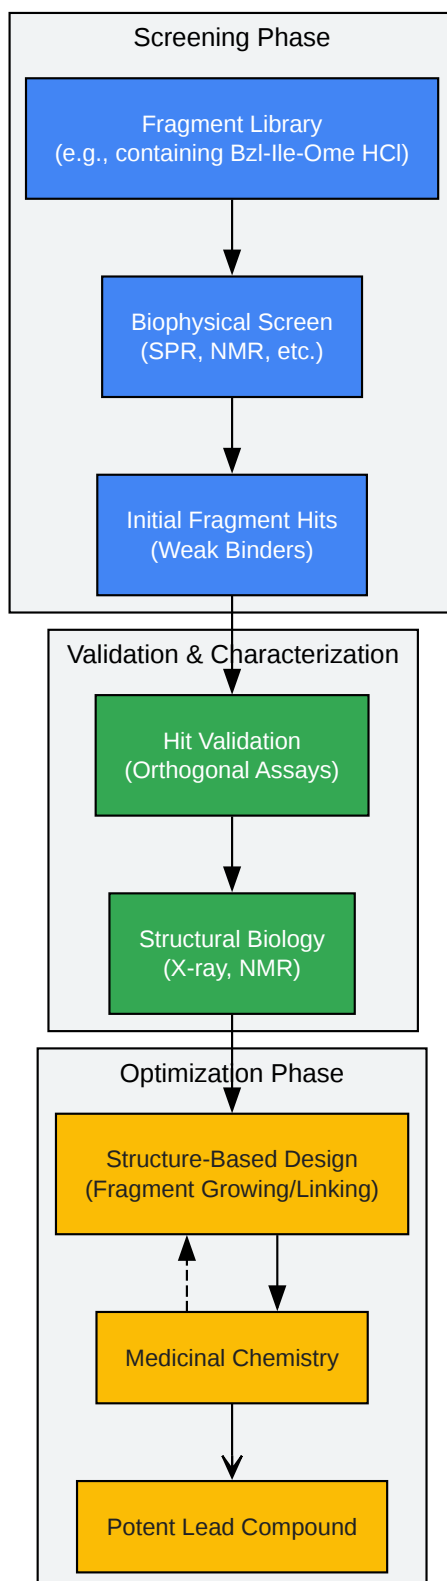 Screening Phase
Fragment Library
(e.g., containing Bzl-Ile-Ome HCl)
Biophysical Screen
(SPR, NMR, etc.)
Initial Fragment Hits
(Weak Binders)
Validation & Characterization
Hit Validation
(Orthogonal Assays)
Structural Biology
(X-ray, NMR)
Optimization Phase
Structure-Based Design
(Fragment Growing/Linking)
Medicinal Chemistry
Potent Lead Compound